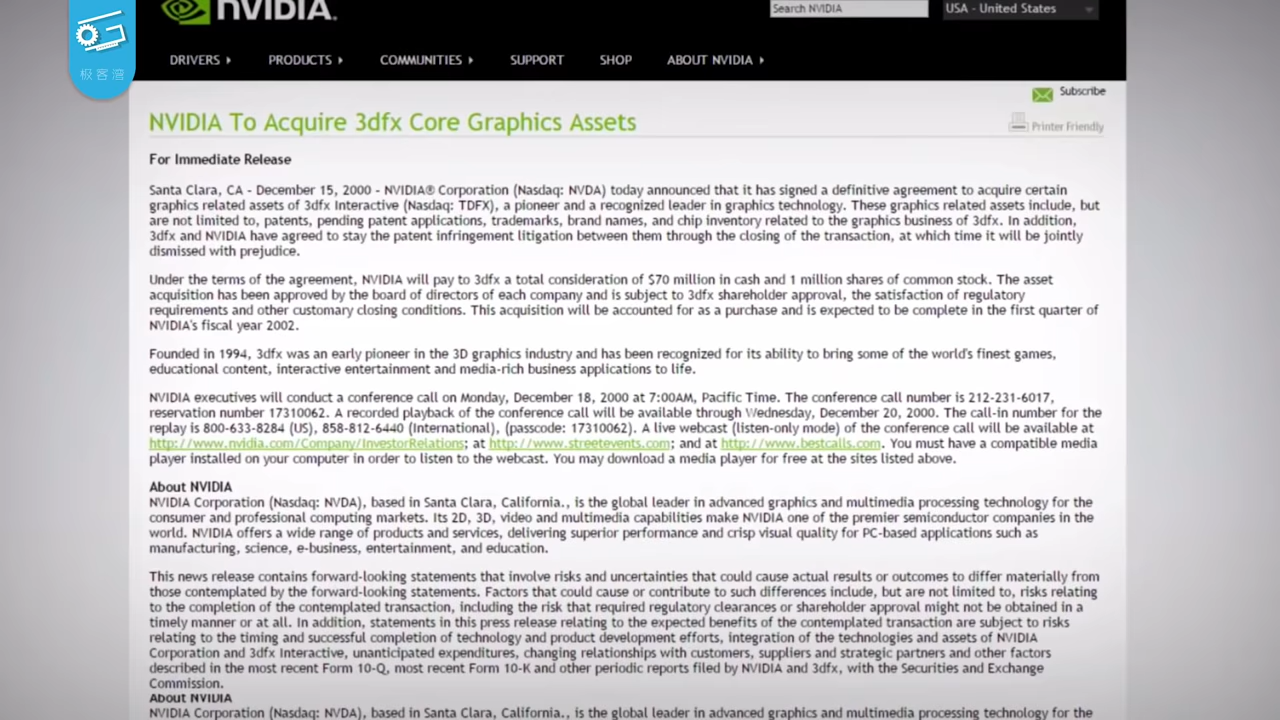 NVIDIA.
Search NVIDIA
USA - United States
极客湾
DRIVERS
PRODUCTS
COMMUNITIES
SUPPORT
SHOP
ABOUT NVIDIA
Subscribe
NVIDIA To Acquire 3dfx Core Graphics Assets
Printer Friendly
For Immediate Release
Santa Clara, CA - December 15, 2000 - NVIDIA® Corporation (Nasdaq: NVDA) today announced that it has signed a definitive agreement to acquire certain
graphics related assets of 3dfx Interactive (Nasdaq: TDFX), a pioneer and a recognized leader in graphics technology. These graphics related assets include, but
are not limited to, patents, pending patent applications, trademarks, brand names, and chip inventory related to the graphics business of 3dfx. In addition,
3dfx and NVIDIA have agreed to stay the patent infringement litigation between them through the closing of the transaction, at which time it will be jointly
dismissed with prejudice.
Under the terms of the agreement, NVIDIA will pay to 3dfx a total consideration of $70 million in cash and 1 million shares of common stock. The asset
acquisition has been approved by the board of directors of each company and is subject to 3dfx shareholder approval, the satisfaction of regulatory
requirements and other customary closing conditions. This acquisition will be accounted for as a purchase and is expected to be complete in the first quarter of
NVIDIA's fiscal year 2002.
Founded in 1994, 3dfx was an early pioneer in the 3D graphics industry and has been recognized for its ability to bring some of the world's finest games,
educational content, interactive entertainment and media-rich business applications to life.
NVIDIA executives will conduct a conference call on Monday, December 18, 2000 at 7:00AM, Pacific Time. The conference call number is 212-231-6017,
reservation number 17310062. A recorded playback of the conference call will be available through Wednesday, December 20, 2000. The call-in number for the
replay is 800-633-8284 (US), 858-812-6440 (International), (passcode: 17310062). A live webcast (listen-only mode) of the conference call will be available at
http://www.nvidia.com/Company/InvestorRelations; at http://www.streetevents.com; and at http://www.bestcalls.com. You must have a compatible media
player installed on your computer in order to listen to the webcast. You may download a media player for free at the sites listed above.
About NVIDIA
NVIDIA Corporation (Nasdaq: NVDA), based in Santa Clara, California., is the global leader in advanced graphics and multimedia processing technology for the
consumer and professional computing markets. Its 2D, 3D, video and multimedia capabilities make NVIDIA one of the premier semiconductor companies in the
world. NVIDIA offers a wide range of products and services, delivering superior performance and crisp visual quality for PC-based applications such as
manufacturing, science, e-business, entertainment, and education.
This news release contains forward-looking statements that involve risks and uncertainties that could cause actual results or outcomes to differ materially from
those contemplated by the forward-looking statements. Factors that could cause or contribute to such differences include, but are not limited to, risks relating
to the completion of the contemplated transaction, including the risk that required regulatory clearances or shareholder approval might not be obtained in a
timely manner or at all. In addition, statements in this press release relating to the expected benefits of the contemplated transaction are subject to risks
relating to the timing and successful completion of technology and product development efforts, integration of the technologies and assets of NVIDIA
Corporation and 3dfx Interactive, unanticipated expenditures, changing relationships with customers, suppliers and strategic partners and other factors
described in the most recent Form 10-Q, most recent Form 10-K and other periodic reports filed by NVIDIA and 3dfx, with the Securities and Exchange
Commission.
About NVIDIA
NVIDIA Corporation (Nasdaq: NVDA), based in Santa Clara, California., is the global leader in advanced graphics and multimedia processing technology for the